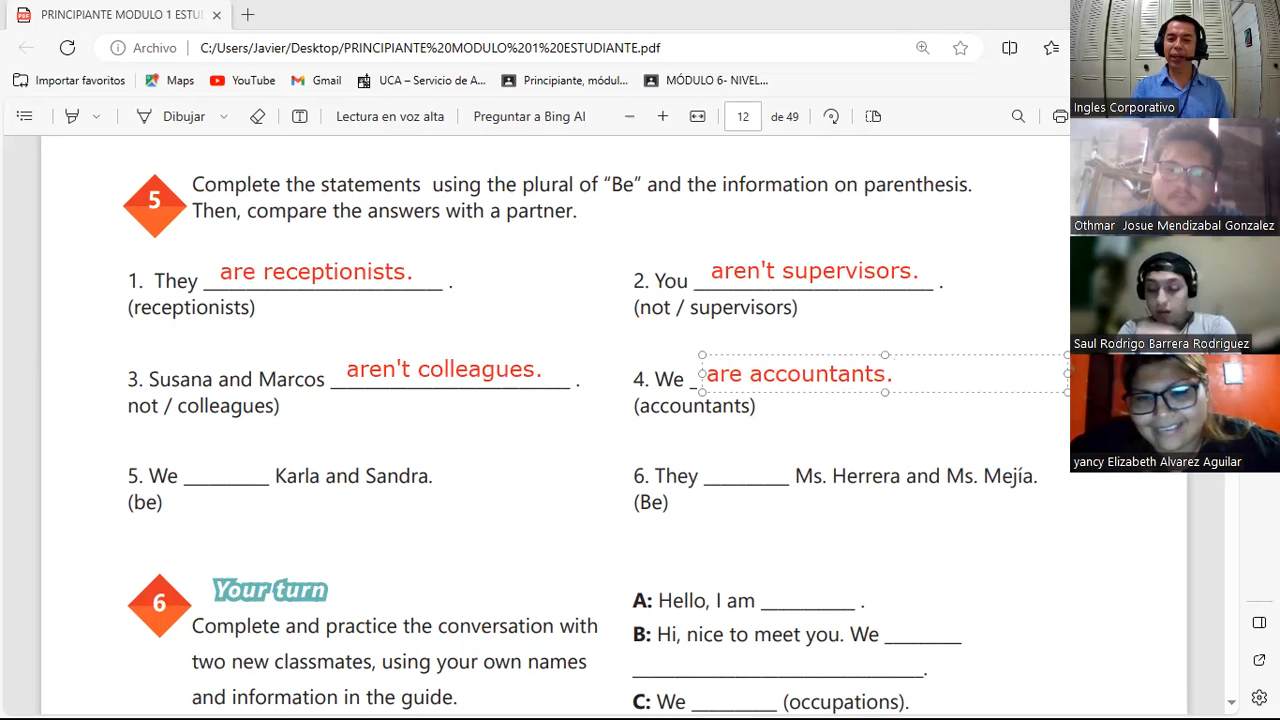 PRINCIPIANTE MODULO 1 ESTUDI
Archivo C:/Users/Javier/Desktop/PRINCIPIANTE%20MODULO%201%20ESTUDIANTE.pdf
Importar favoritos Maps YouTube Gmail UCA – Servicio de A... Principiante, módul... MÓDULO 6- NIVEL...
Dibujar Lectura en voz alta Preguntar a Bing AI 12 de 49
5 Complete the statements using the plural of “Be” and the information on parenthesis.
Then, compare the answers with a partner.
1. They are receptionists. .
(receptionists)
2. You aren't supervisors. .
(not / supervisors)
3. Susana and Marcos aren't colleagues. .
not / colleagues)
4. We _ are accountants.
(accountants)
5. We ________ Karla and Sandra.
(be)
6. They ________ Ms. Herrera and Ms. Mejía.
(Be)
6 Your turn
Complete and practice the conversation with
two new classmates, using your own names
and information in the guide.
A: Hello, I am _________ .
B: Hi, nice to meet you. We _______
____________________________.
C: We ________ (occupations).
Ingles Corporativo
Othmar Josue Mendizabal Gonzalez
Saul Rodrigo Barrera Rodriguez
yancy Elizabeth Alvarez Aguilar